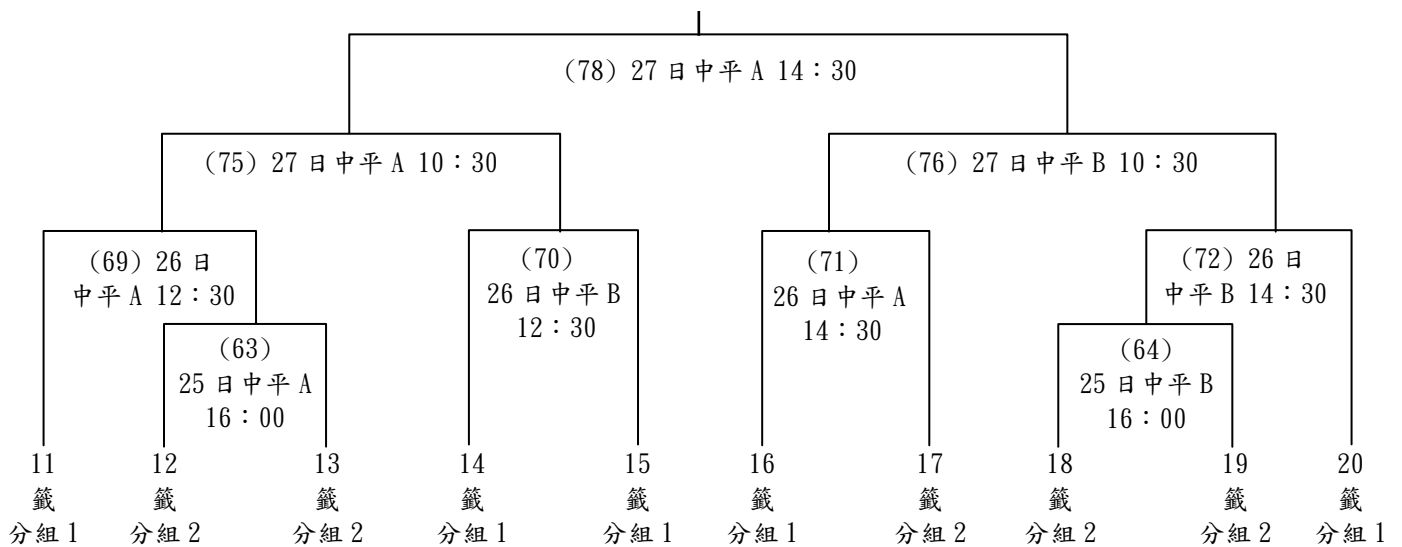 (78) 27 日中平 A 14：30
(75) 27 日中平 A 10：30
(76) 27 日中平 B 10：30
(69) 26 日
中平 A 12：30
(70)
26 日中平 B
12：30
(71)
26 日中平 A
14：30
(72) 26 日
中平 B 14：30
(63)
25 日中平 A
16：00
(64)
25 日中平 B
16：00
11 12 13 14 15 16 17 18 19 20
籤 籤 籤 籤 籤 籤 籤 籤 籤 籤
分組 1 分組 2 分組 2 分組 1 分組 1 分組 1 分組 2 分組 2 分組 2 分組 1